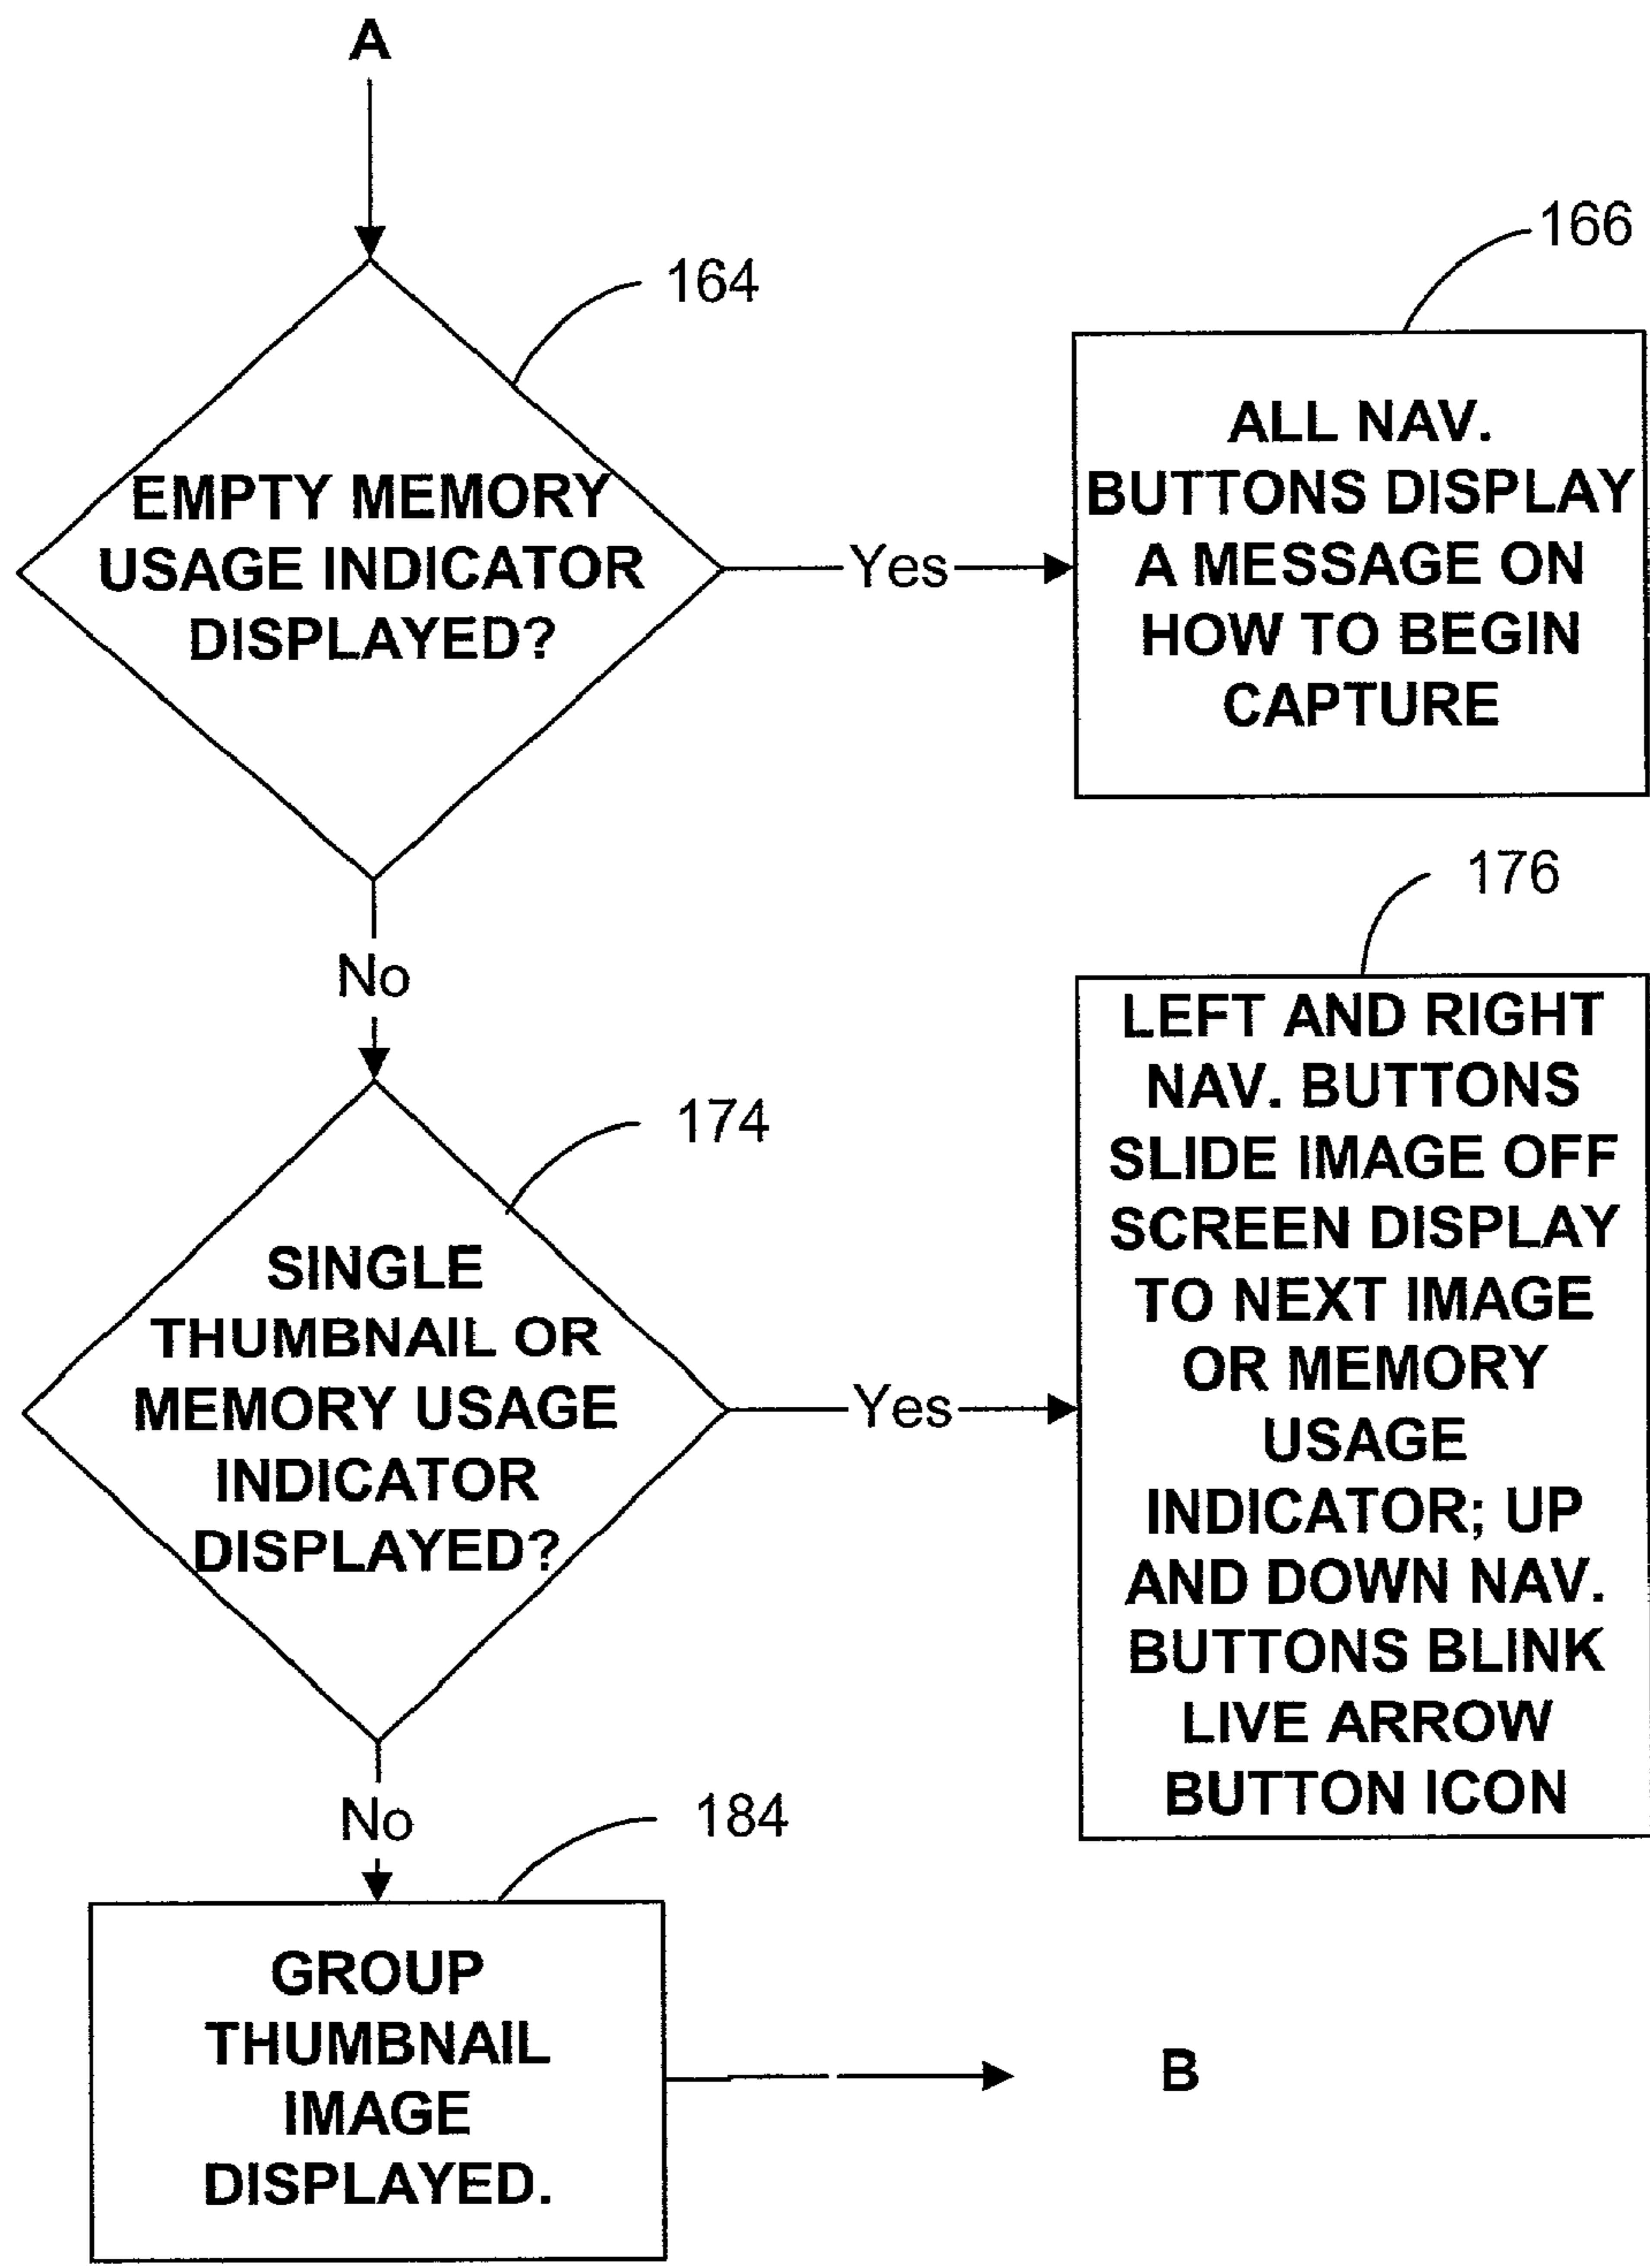 A
164
EMPTY MEMORY
USAGE INDICATOR
DISPLAYED?
Yes
166
ALL NAV.
BUTTONS DISPLAY
A MESSAGE ON
HOW TO BEGIN
CAPTURE
No
174
SINGLE
THUMBNAIL OR
MEMORY USAGE
INDICATOR
DISPLAYED?
Yes
176
LEFT AND RIGHT
NAV. BUTTONS
SLIDE IMAGE OFF
SCREEN DISPLAY
TO NEXT IMAGE
OR MEMORY
USAGE
INDICATOR; UP
AND DOWN NAV.
BUTTONS BLINK
LIVE ARROW
BUTTON ICON
No
184
GROUP
THUMBNAIL
IMAGE
DISPLAYED.
B